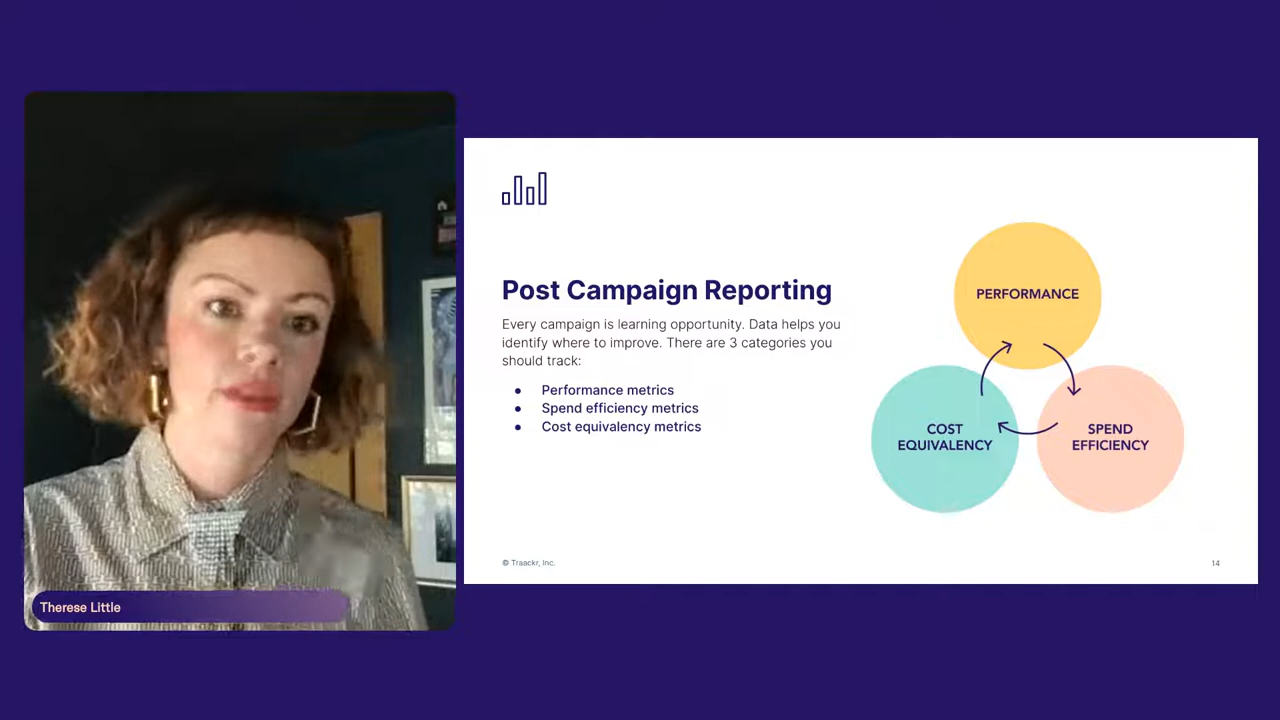 Post Campaign Reporting
Every campaign is learning opportunity. Data helps you
identify where to improve. There are 3 categories you
should track:
● Performance metrics
● Spend efficiency metrics
● Cost equivalency metrics
PERFORMANCE
COST
EQUIVALENCY
SPEND
EFFICIENCY
© Traackr, Inc.
14
Therese Little